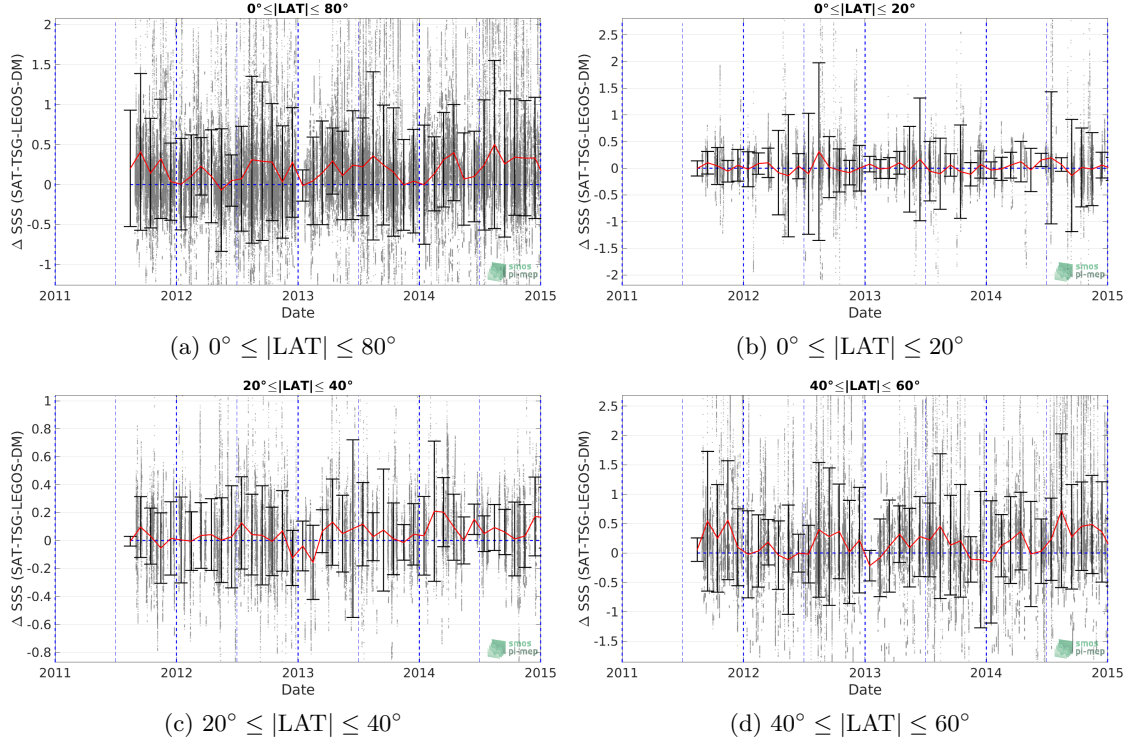 0°≤|LAT|≤ 80°
Δ SSS (SAT-TSG-LEGOS-DM)
2
1.5
1
0.5
0
-0.5
-1
2011 2012 2013 2014 2015
Date
smos
pi-mep
(a) 0° ≤ |LAT| ≤ 80°
0°≤|LAT|≤ 20°
Δ SSS (SAT-TSG-LEGOS-DM)
2.5
2
1.5
1
0.5
0
-0.5
-1
-1.5
-2
2011 2012 2013 2014 2015
Date
smos
pi-mep
(b) 0° ≤ |LAT| ≤ 20°
20°≤|LAT|≤ 40°
Δ SSS (SAT-TSG-LEGOS-DM)
1
0.8
0.6
0.4
0.2
0
-0.2
-0.4
-0.6
-0.8
2011 2012 2013 2014 2015
Date
smos
pi-mep
(c) 20° ≤ |LAT| ≤ 40°
40°≤|LAT|≤ 60°
Δ SSS (SAT-TSG-LEGOS-DM)
2.5
2
1.5
1
0.5
0
-0.5
-1
-1.5
2011 2012 2013 2014 2015
Date
smos
pi-mep
(d) 40° ≤ |LAT| ≤ 60°